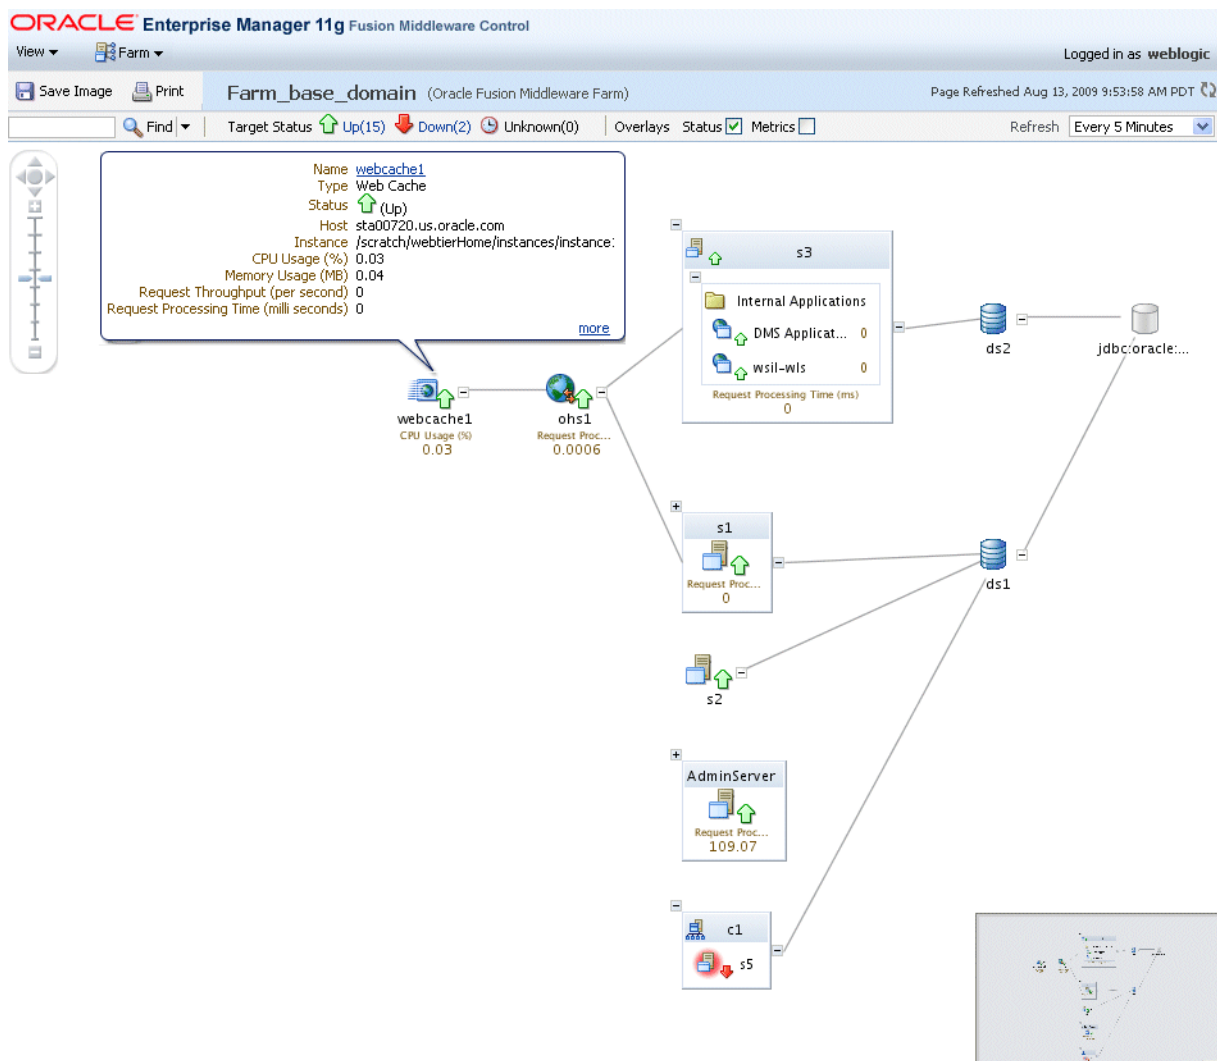 ORACLE Enterprise Manager 11g Fusion Middleware Control
View Farm Logged in as weblogic
Save Image Print Farm_base_domain (Oracle Fusion Middleware Farm) Page Refreshed Aug 13, 2009 9:53:58 AM PDT
Find Target Status Up(15) Down(2) Unknown(0) Overlays Status Metrics Refresh Every 5 Minutes
Name webcache1
Type Web Cache
Status (Up)
Host sta00720.us.oracle.com
Instance /scratch/webtierHome/instances/instance1
CPU Usage (%) 0.03
Memory Usage (MB) 0.04
Request Throughput (per second) 0
Request Processing Time (milli seconds) 0
more
webcache1
CPU Usage (%)
0.03
ohs1
Request Proc...
0.0006
s3
Internal Applications
DMS Applicat... 0
wsil-wls 0
Request Processing Time (ms)
0
ds2
jdbc:oracle:...
s1
Request Proc...
0
ds1
s2
AdminServer
Request Proc...
109.07
c1
s5